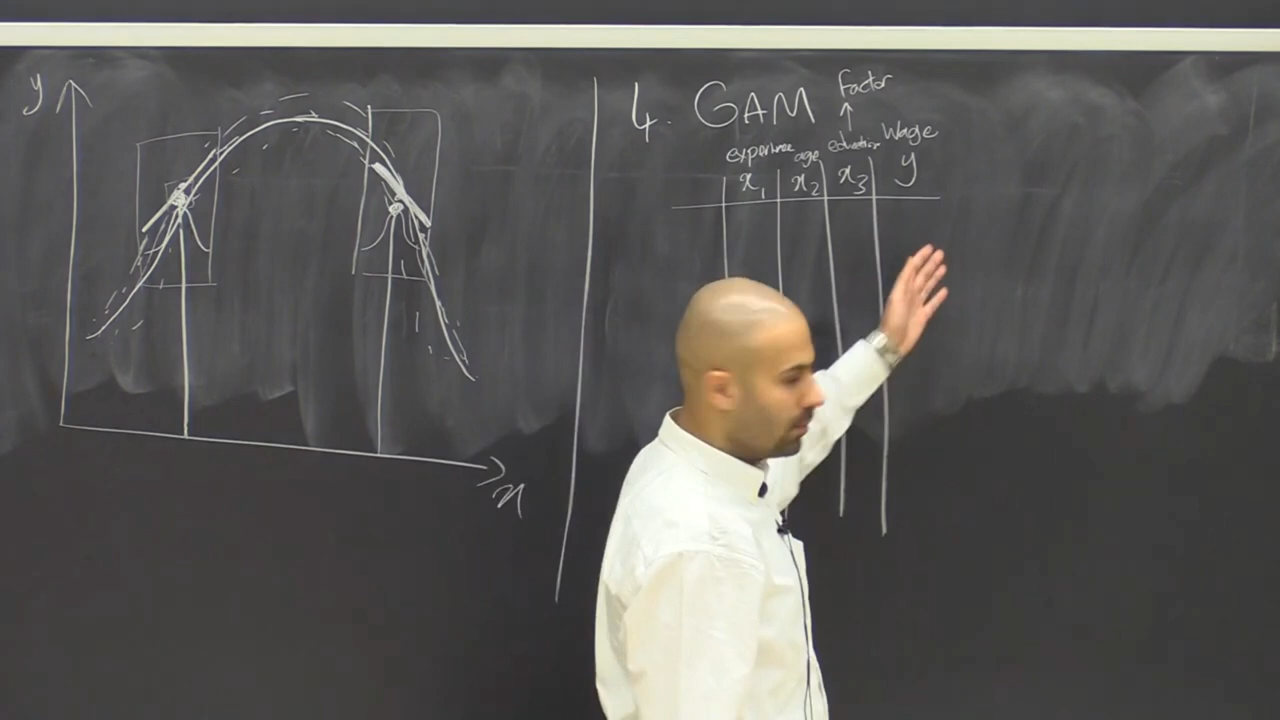 y
x
4. GAM
Factor
experience age education Wage
x₁ x₂ x₃ y